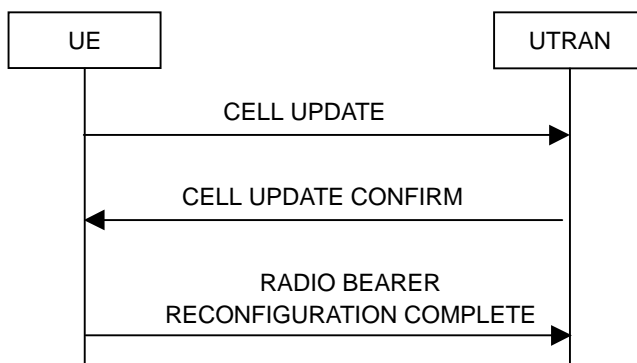 UE
UTRAN
CELL UPDATE
CELL UPDATE CONFIRM
RADIO BEARER
RECONFIGURATION COMPLETE